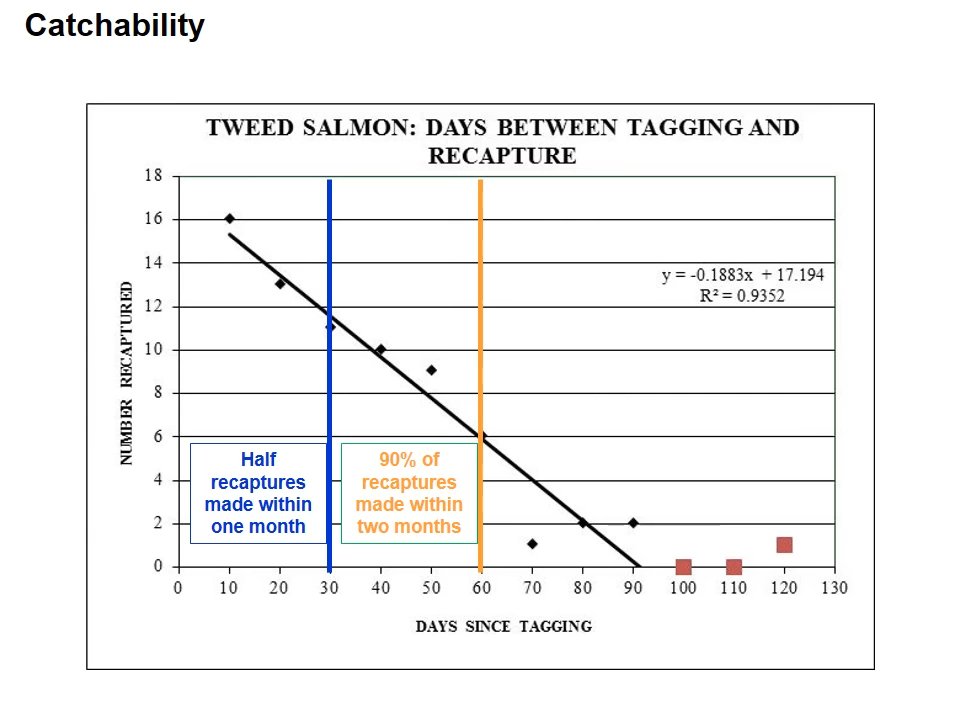 Catchability
TWEED SALMON: DAYS BETWEEN TAGGING AND
RECAPTURE
NUMBER RECAPTURED
18
16
14
12
10
8
6
4
2
0
y = -0.1883x + 17.194
R² = 0.9352
Half
recaptures
made within
one month
90% of
recaptures
made within
two months
0 10 20 30 40 50 60 70 80 90 100 110 120 130
DAYS SINCE TAGGING